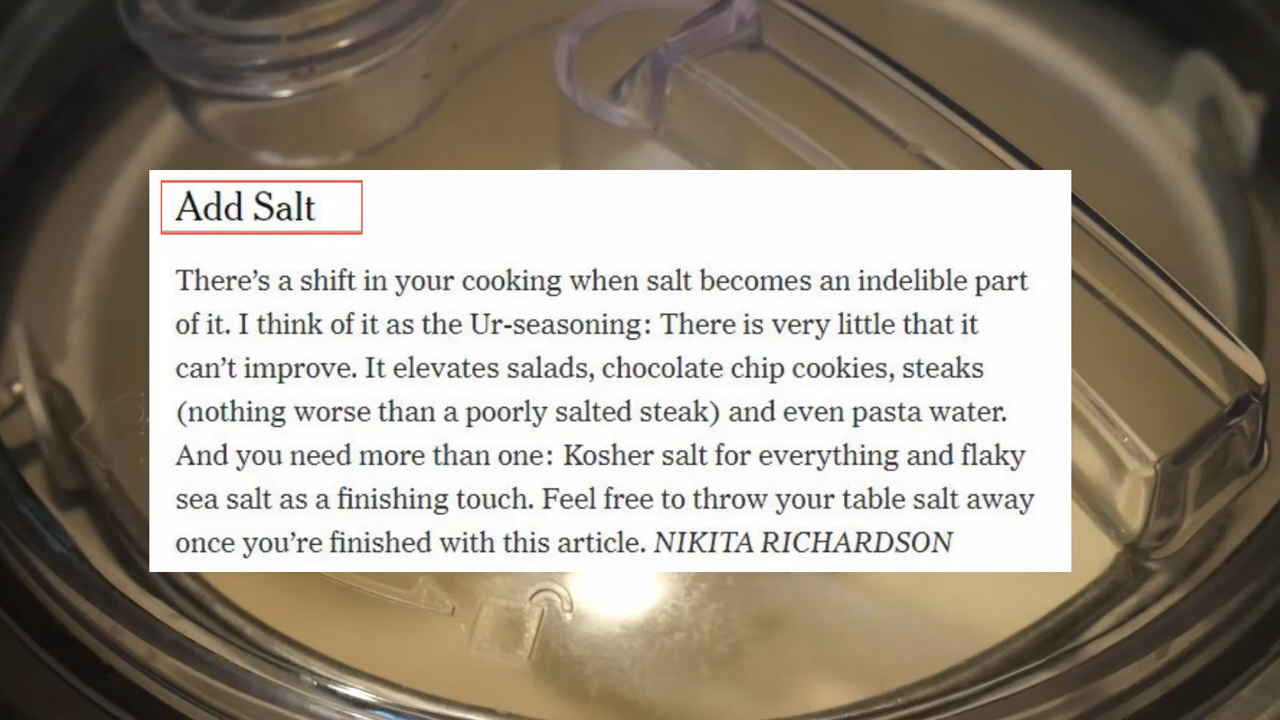 Add Salt
There’s a shift in your cooking when salt becomes an indelible part
of it. I think of it as the Ur-seasoning: There is very little that it
can’t improve. It elevates salads, chocolate chip cookies, steaks
(nothing worse than a poorly salted steak) and even pasta water.
And you need more than one: Kosher salt for everything and flaky
sea salt as a finishing touch. Feel free to throw your table salt away
once you’re finished with this article. NIKITA RICHARDSON